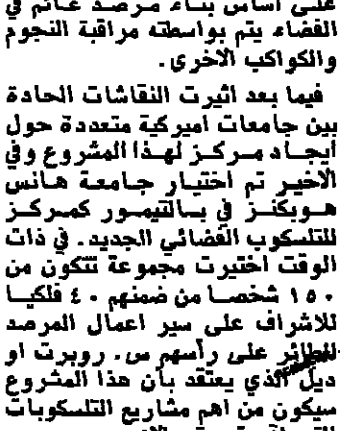 على اساس بناء مرصد عائم في
الفضاء يتم بواسطته مراقبة النجوم
والكواكب الاخرى.
فيما بعد اثيرت النقاشات الحادة
بين جامعات اميركية متعددة حول
ايجاد مركز لهذا المشروع وفي
الاخير تم اختيار جامعة هانس
هوبكنز في بالتيمور كمركز
للتلسكوب الفضائي الجديد. في ذات
الوقت اختيرت مجموعة تتكون من
١٥٠ شخصا من ضمنهم ٤٠ فلكيا
للاشراف على سير اعمال المرصد
الطائر على رأسهم س. روبرت او
ديل الذي يعتقد بأن هذا المشروع
سيكون من اهم مشاريع التلسكوبات